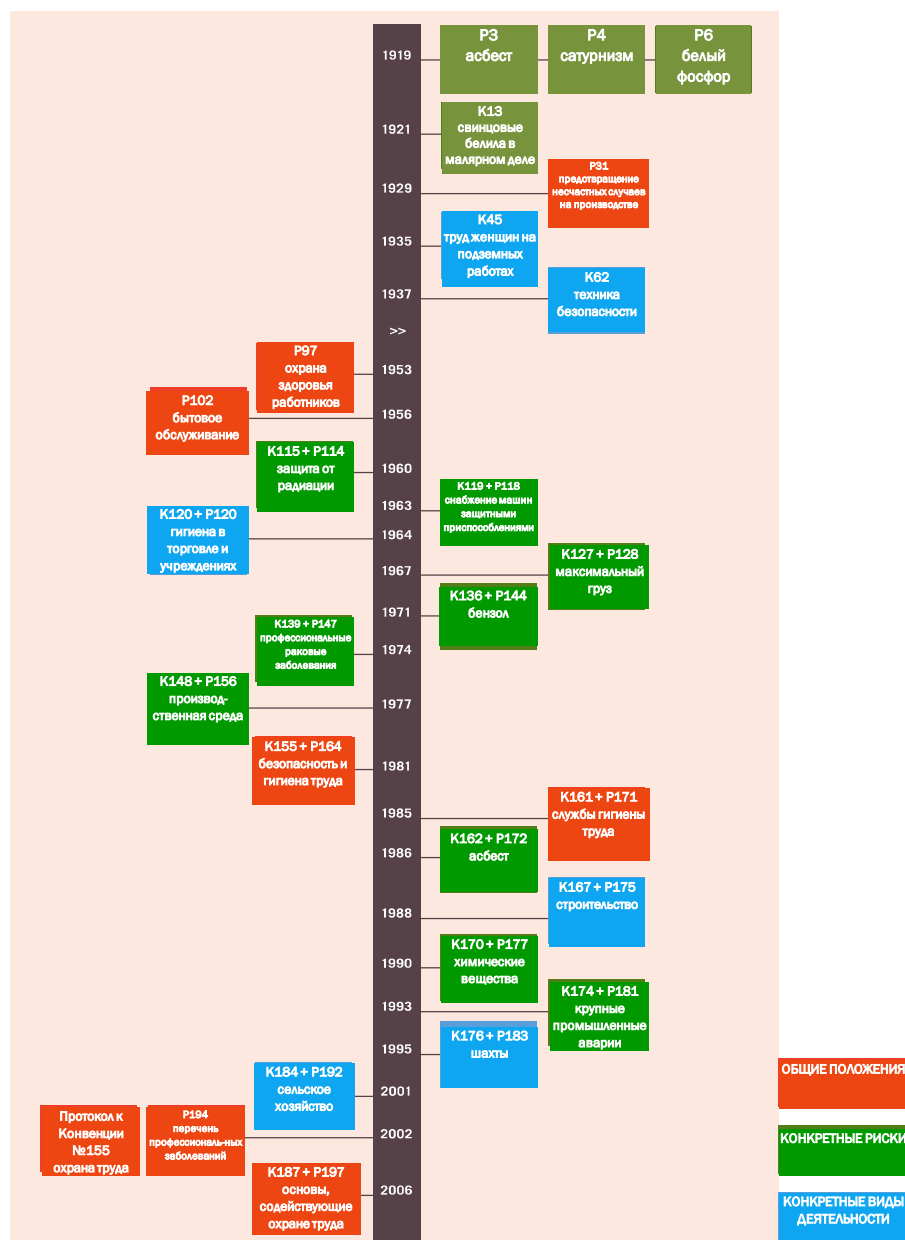 1919
Р3
асбест
Р4
сатурнизм
Р6
белый
фосфор
1921
К13
свинцовые
белила в
малярном деле
1929
Р31
предотвращение
несчастных случаев
на производстве
1935
К45
труд женщин на
подземных
работах
1937
К62
техника
безопасности
>>
1953
Р97
охрана
здоровья
работников
1956
Р102
бытовое
обслуживание
1960
К115 + Р114
защита от
радиации
1963
К119 + Р118
снабжение машин
защитными
приспособлениями
1964
К120 + Р120
гигиена в
торговле и
учреждениях
1967
К127 + Р128
максимальный
груз
1971
К136 + Р144
бензол
1974
К139 + Р147
профессиональные
раковые
заболевания
1977
К148 + Р156
производ-
ственная среда
1981
К155 + Р164
безопасность и
гигиена труда
1985
К161 + Р171
службы гигиены
труда
1986
К162 + Р172
асбест
1988
К167 + Р175
строительство
1990
К170 + Р177
химические
вещества
1993
К174 + Р181
крупные
промышленные
аварии
1995
К176 + Р183
шахты
2001
К184 + Р192
сельское
хозяйство
2002
Протокол к
Конвенции
№155
охрана труда
Р194
перечень
профессиональ-ных
заболеваний
2006
К187 + Р197
основы,
содействующие
охране труда
ОБЩИЕ ПОЛОЖЕНИЯ
КОНКРЕТНЫЕ РИСКИ
КОНКРЕТНЫЕ ВИДЫ
ДЕЯТЕЛЬНОСТИ